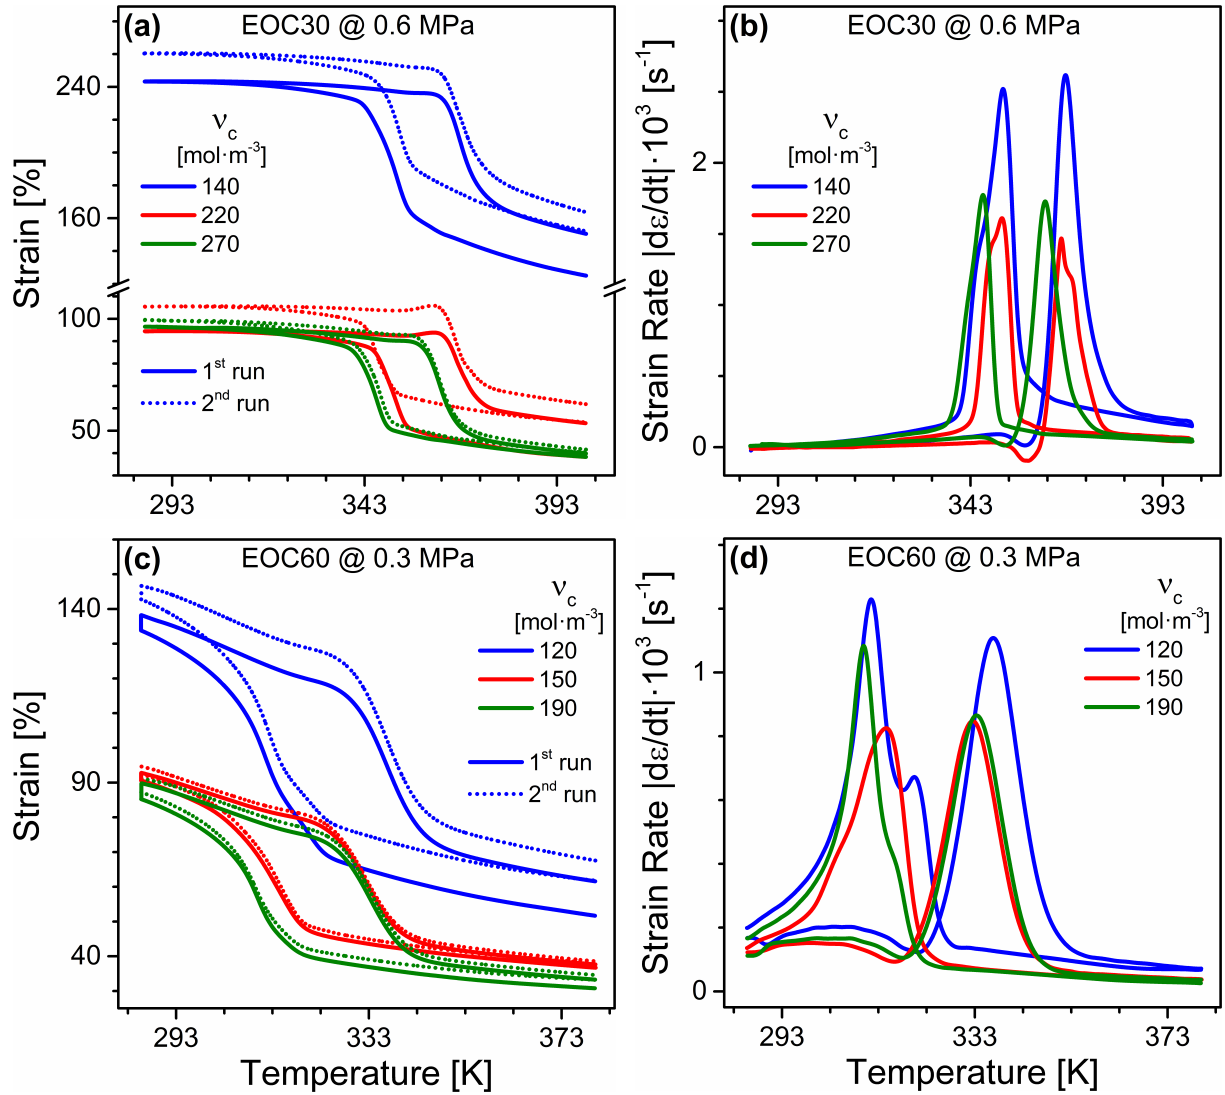 (a) EOC30 @ 0.6 MPa
Strain [%]
240
160
100
50
ν_c
[mol·m⁻³]
140
220
270
1ˢᵗ run
2ⁿᵈ run
293
343
393
(b) EOC30 @ 0.6 MPa
Strain Rate |dε/dt|·10³ [s⁻¹]
2
0
ν_c
[mol·m⁻³]
140
220
270
293
343
393
(c) EOC60 @ 0.3 MPa
Strain [%]
140
90
40
ν_c
[mol·m⁻³]
120
150
190
1ˢᵗ run
2ⁿᵈ run
293
333
373
Temperature [K]
(d) EOC60 @ 0.3 MPa
Strain Rate |dε/dt|·10³ [s⁻¹]
1
0
ν_c
[mol·m⁻³]
120
150
190
293
333
373
Temperature [K]